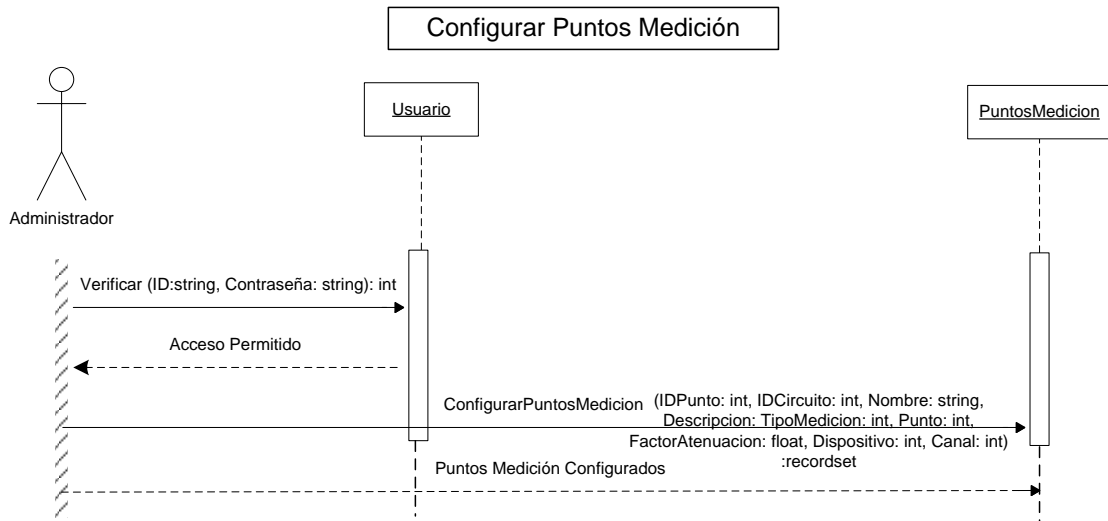 Configurar Puntos Medición
Usuario
PuntosMedicion
Administrador
Verificar (ID:string, Contraseña: string): int
Acceso Permitido
ConfigurarPuntosMedicion
(IDPunto: int, IDCircuito: int, Nombre: string,
Descripcion: TipoMedicion: int, Punto: int,
FactorAtenuacion: float, Dispositivo: int, Canal: int)
:recordset
Puntos Medición Configurados